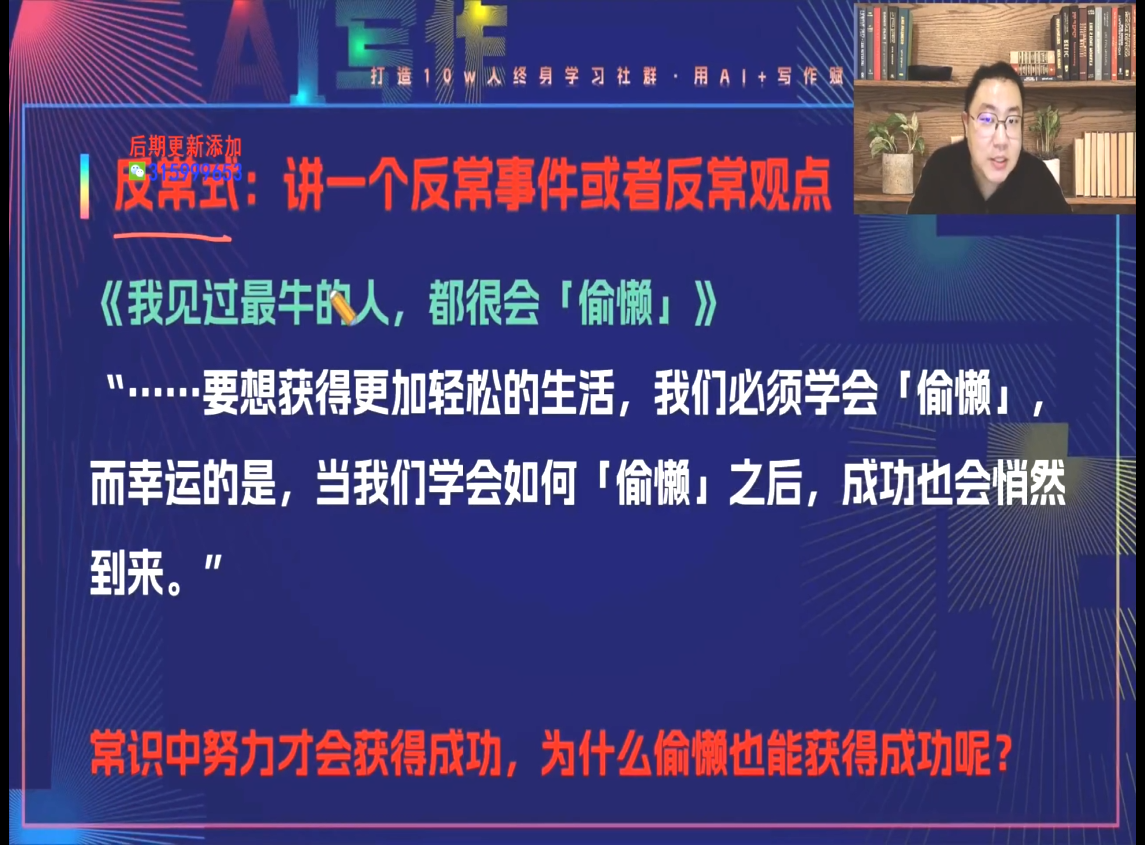 AI写作
打造10w人终身学习社群·用AI+写作赋
后期更新添加
315999653
反常式：讲一个反常事件或者反常观点
《我见过最牛的人，都很会「偷懒」》
“……要想获得更加轻松的生活，我们必须学会「偷懒」，
而幸运的是，当我们学会如何「偷懒」之后，成功也会悄然
到来。”
常识中努力才会获得成功，为什么偷懒也能获得成功呢？